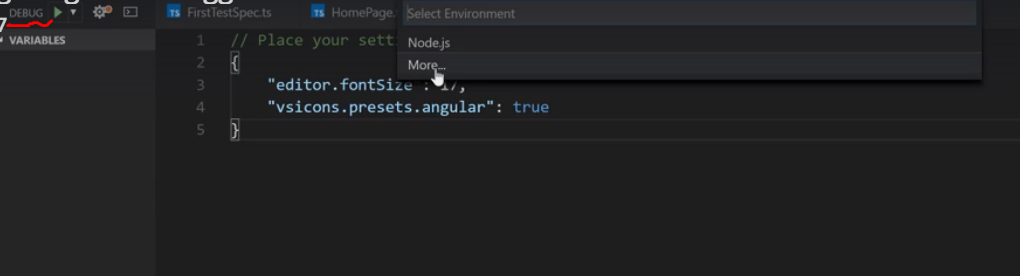 DEBUG
FirstTestSpec.ts
HomePage.
Select Environment
Node.js
More...
VARIABLES
1 // Place your sett
2 {
3 "editor.fontSize": 17,
4 "vsicons.presets.angular": true
5 }